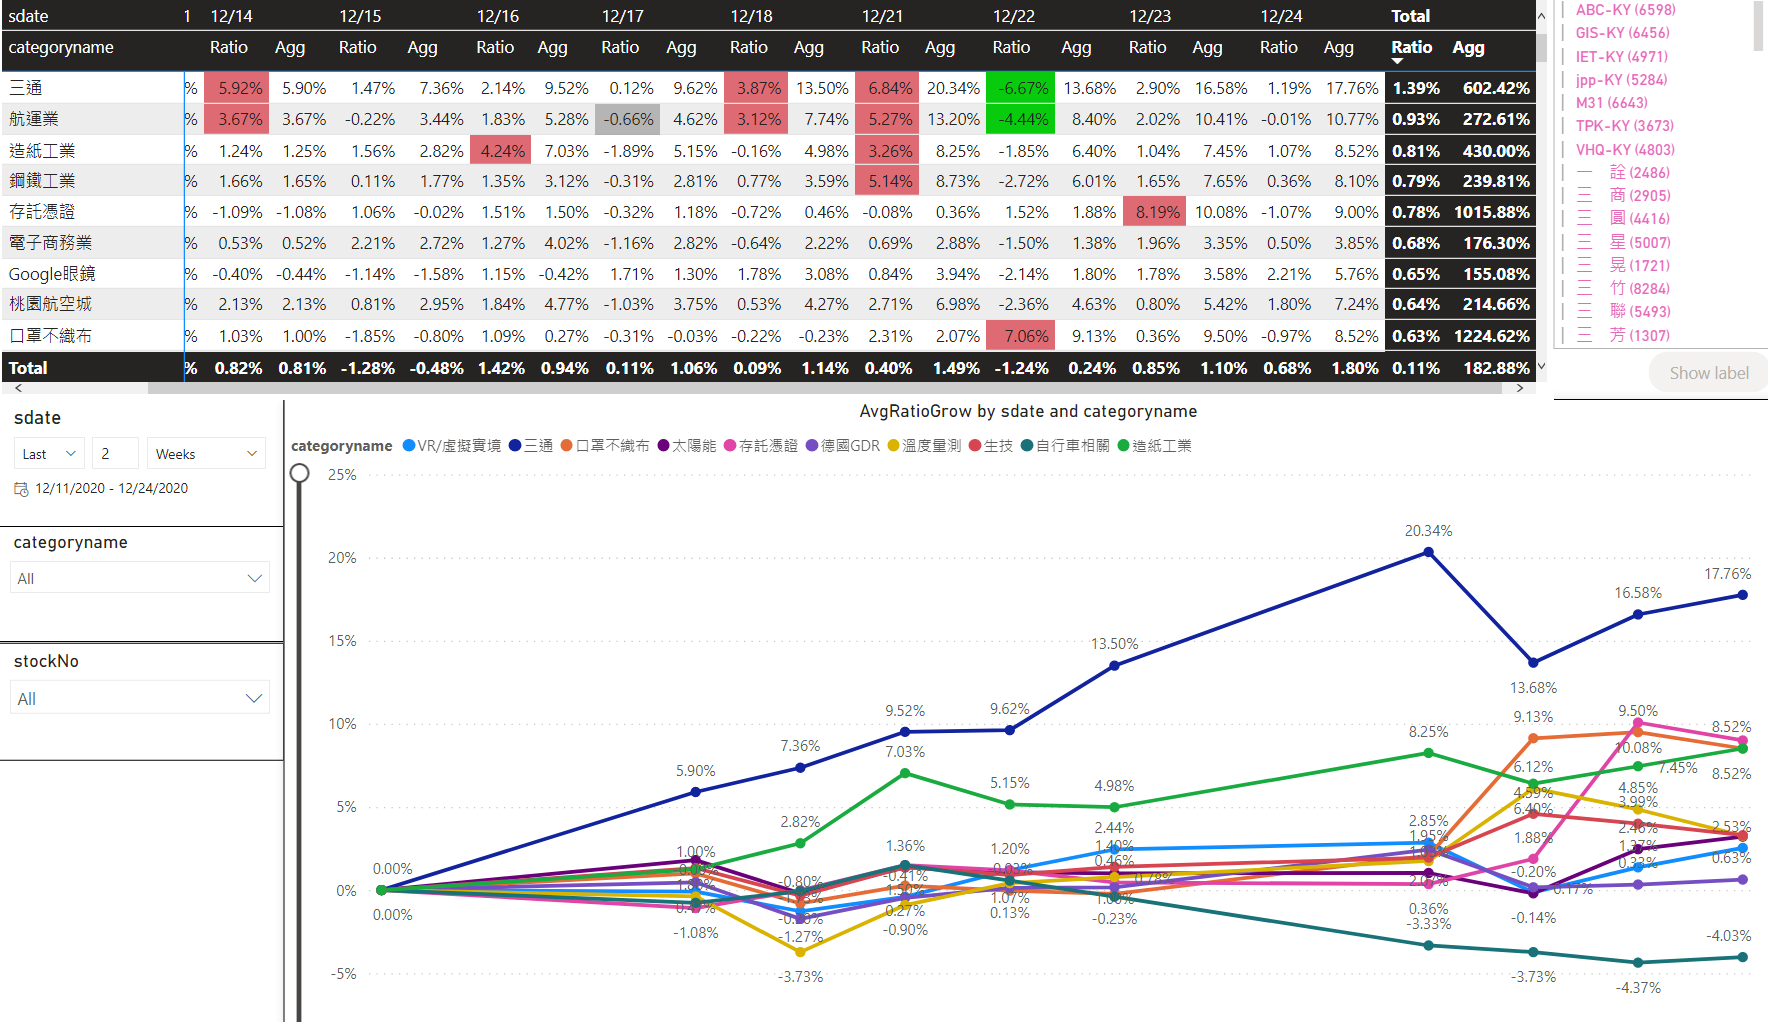 sdate 1 12/14 12/15 12/16 12/17 12/18 12/21 12/22 12/23 12/24 Total
categoryname Ratio Agg Ratio Agg Ratio Agg Ratio Agg Ratio Agg Ratio Agg Ratio Agg Ratio Agg Ratio Agg Ratio Agg
三通 % 5.92% 5.90% 1.47% 7.36% 2.14% 9.52% 0.12% 9.62% 3.87% 13.50% 6.84% 20.34% -6.67% 13.68% 2.90% 16.58% 1.19% 17.76% 1.39% 602.42%
航運業 % 3.67% 3.67% -0.22% 3.44% 1.83% 5.28% -0.66% 4.62% 3.12% 7.74% 5.27% 13.20% -4.44% 8.40% 2.02% 10.41% -0.01% 10.77% 0.93% 272.61%
造紙工業 % 1.24% 1.25% 1.56% 2.82% 4.24% 7.03% -1.89% 5.15% -0.16% 4.98% 3.26% 8.25% -1.85% 6.40% 1.04% 7.45% 1.07% 8.52% 0.81% 430.00%
鋼鐵工業 % 1.66% 1.65% 0.11% 1.77% 1.35% 3.12% -0.31% 2.81% 0.77% 3.59% 5.14% 8.73% -2.72% 6.01% 1.65% 7.65% 0.36% 8.10% 0.79% 239.81%
存託憑證 % -1.09% -1.08% 1.06% -0.02% 1.51% 1.50% -0.32% 1.18% -0.72% 0.46% -0.08% 0.36% 1.52% 1.88% 8.19% 10.08% -1.07% 9.00% 0.78% 1015.88%
電子商務業 % 0.53% 0.52% 2.21% 2.72% 1.27% 4.02% -1.16% 2.82% -0.64% 2.22% 0.69% 2.88% -1.50% 1.38% 1.96% 3.35% 0.50% 3.85% 0.68% 176.30%
Google眼鏡 % -0.40% -0.44% -1.14% -1.58% 1.15% -0.42% 1.71% 1.30% 1.78% 3.08% 0.84% 3.94% -2.14% 1.80% 1.78% 3.58% 2.21% 5.76% 0.65% 155.08%
桃園航空城 % 2.13% 2.13% 0.81% 2.95% 1.84% 4.77% -1.03% 3.75% 0.53% 4.27% 2.71% 6.98% -2.36% 4.63% 0.80% 5.42% 1.80% 7.24% 0.64% 214.66%
口罩不織布 % 1.03% 1.00% -1.85% -0.80% 1.09% 0.27% -0.31% -0.03% -0.22% -0.23% 2.31% 2.07% 7.06% 9.13% 0.36% 9.50% -0.97% 8.52% 0.63% 1224.62%
Total % 0.82% 0.81% -1.28% -0.48% 1.42% 0.94% 0.11% 1.06% 0.09% 1.14% 0.40% 1.49% -1.24% 0.24% 0.85% 1.10% 0.68% 1.80% 0.11% 182.88%
ABC-KY (6598)
GIS-KY (6456)
IET-KY (4971)
jpp-KY (5284)
M31 (6643)
TPK-KY (3673)
VHQ-KY (4803)
一 詮 (2486)
三 商 (2905)
三 圓 (4416)
三 星 (5007)
三 晃 (1721)
三 竹 (8284)
三 聯 (5493)
三 芳 (1307)
Show label
sdate
Last 2 Weeks
12/11/2020 - 12/24/2020
categoryname
All
stockNo
All
AvgRatioGrow by sdate and categoryname
categoryname VR/虛擬實境 三通 口罩不織布 太陽能 存託憑證 德國GDR 溫度量測 生技 自行車相關 造紙工業
25%
20.34%
20%
17.76%
16.58%
15%
13.50%
13.68%
10%
9.52% 9.62% 9.13% 9.50%
8.25% 8.52%
7.36% 7.03%
10.08%
5.90% 6.12% 7.45% 8.52%
5.15% 4.98% 4.85%
5%
4.59% 3.99%
6.40%
2.82% 2.44% 2.85% 2.53%
1.00% 1.36% 1.20% 1.40% 1.95% 1.88% 2.46% 1.37%
0.00% 0.46% 0.33% 0.63%
0%
-0.80% -0.41% -0.03% 0.78% -0.20% 0.17%
0.00% 0.27% 1.07% 0.13% -0.23% 0.36% -0.14%
-1.08% -1.27% -0.90% -3.33% -4.03%
-5%
-3.73% -3.73% -4.37%